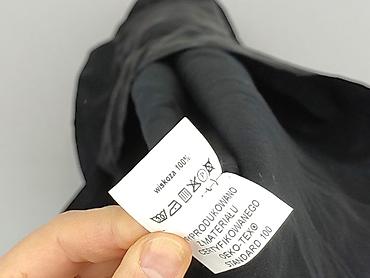 wiskoza 100%
WYPRODUKOWANO
Z MATERIAŁU
CERTYFIKOWANEGO
OEKO-TEX®
STANDARD 100